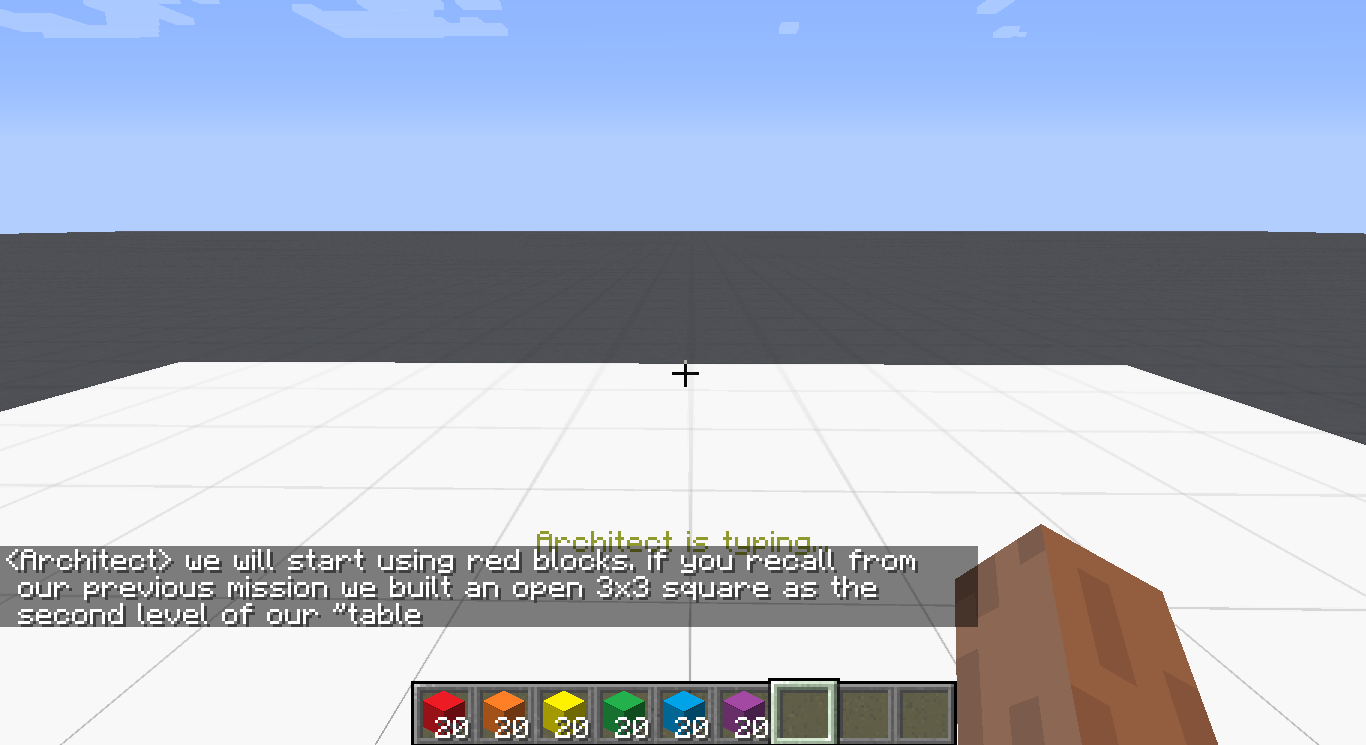 Architect is typing...
<Architect> we will start using red blocks. if you recall from
our previous mission we built an open 3x3 square as the
second level of our "table
20 20 20 20 20 20